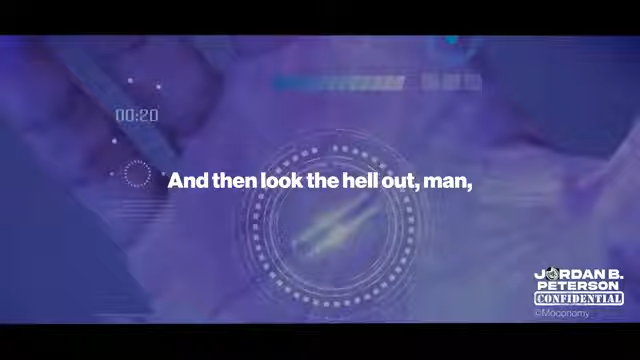 00:20
And then look the hell out, man,
JORDAN B.
PETERSON
CONFIDENTIAL
©Moconomy